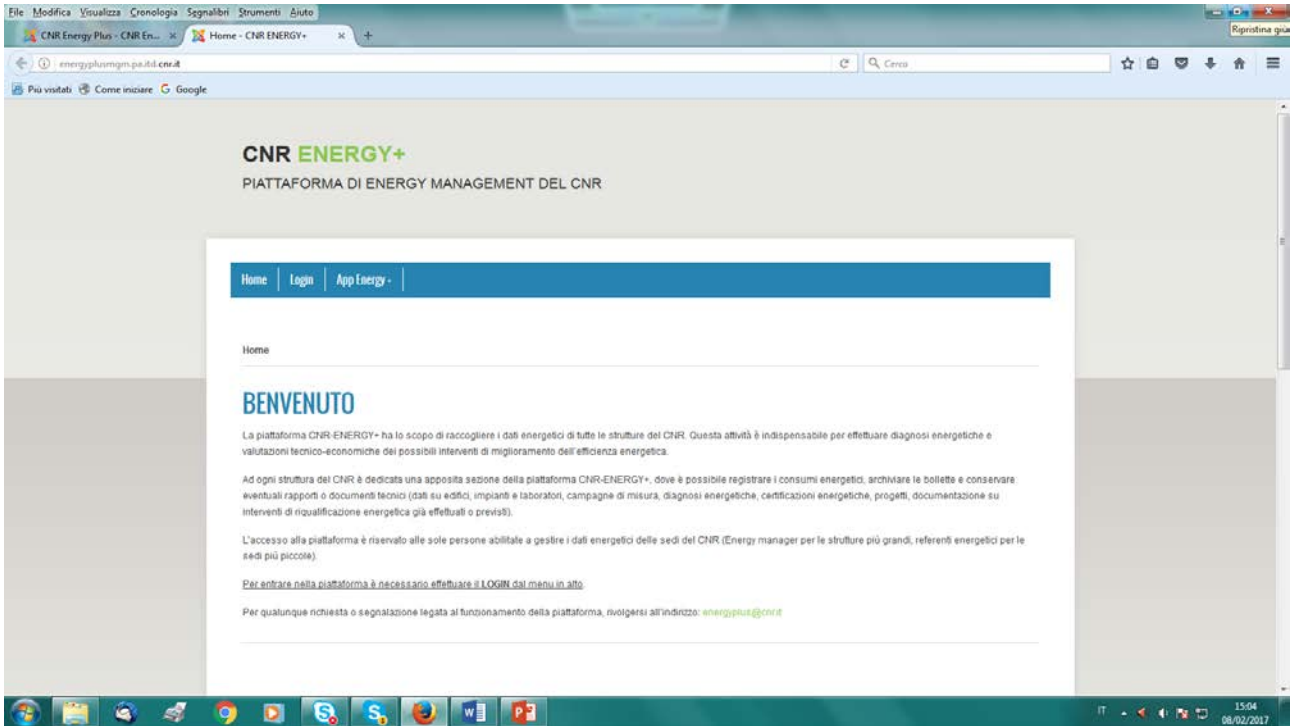 File Modifica Visualizza Cronologia Segnalibri Strumenti Aiuto
CNR Energy Plus - CNR En... × Home - CNR ENERGY+ × +
Ripristina giù
energyplusmgm.pa.itd.cnr.it
Cerca
Più visitati Come iniziare Google
CNR ENERGY+
PIATTAFORMA DI ENERGY MANAGEMENT DEL CNR
Home Login App Energy
Home
BENVENUTO
La piattaforma CNR-ENERGY+ ha lo scopo di raccogliere i dati energetici di tutte le strutture del CNR. Questa attività è indispensabile per effettuare diagnosi energetiche e
valutazioni tecnico-economiche dei possibili interventi di miglioramento dell'efficienza energetica.
Ad ogni struttura del CNR è dedicata una apposita sezione della piattaforma CNR-ENERGY+, dove è possibile registrare i consumi energetici, archiviare le bollette e conservare
eventuali rapporti o documenti tecnici (dati su edifici, impianti e laboratori, campagne di misura, diagnosi energetiche, certificazioni energetiche, progetti, documentazione su
interventi di riqualificazione energetica già effettuati o previsti).
L'accesso alla piattaforma è riservato alle sole persone abilitate a gestire i dati energetici delle sedi del CNR (Energy manager per le strutture più grandi, referenti energetici per le
sedi più piccole).
Per entrare nella piattaforma è necessario effettuare il LOGIN dal menu in alto.
Per qualunque richiesta o segnalazione legata al funzionamento della piattaforma, rivolgersi all'indirizzo: energyplus@cnr.it
IT
15:04
08/02/2017